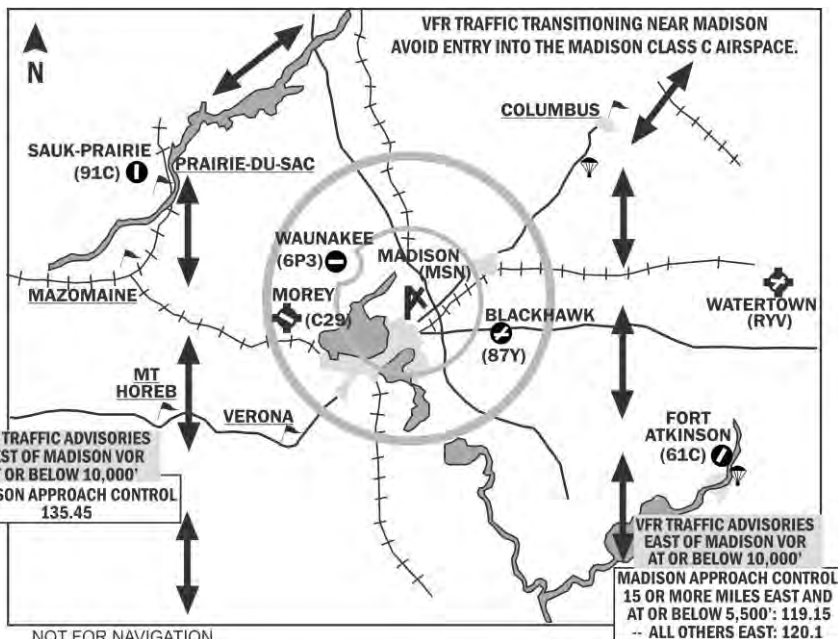 VFR TRAFFIC TRANSITIONING NEAR MADISON
AVOID ENTRY INTO THE MADISON CLASS C AIRSPACE.
N
COLUMBUS
SAUK-PRAIRIE
(91C)
PRAIRIE-DU-SAC
WAUNAKEE
(6P3)
MADISON
(MSN)
MAZOMAINE
MOREY
(C29)
BLACKHAWK
(87Y)
WATERTOWN
(RYV)
MT
HOREB
VERONA
FORT
ATKINSON
(61C)
TRAFFIC ADVISORIES
EST OF MADISON VOR
OR BELOW 10,000'
SON APPROACH CONTROL
135.45
VFR TRAFFIC ADVISORIES
EAST OF MADISON VOR
AT OR BELOW 10,000'
MADISON APPROACH CONTROL
15 OR MORE MILES EAST AND
AT OR BELOW 5,500': 119.15
-- ALL OTHERS EAST: 120.1
NOT FOR NAVIGATION